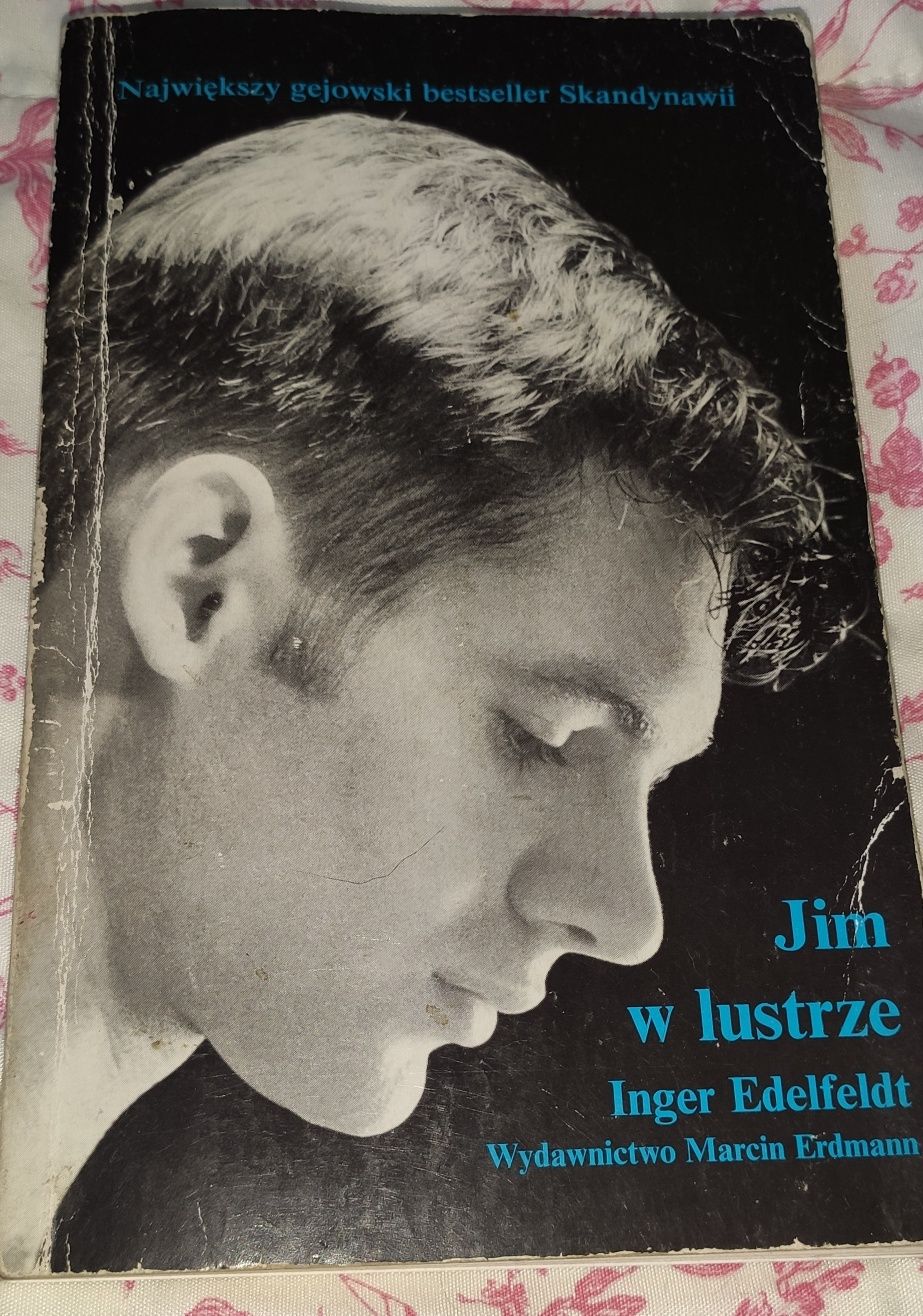 Największy gejowski bestseller Skandynawii
Jim
w lustrze
Inger Edelfeldt
Wydawnictwo Marcin Erdmann